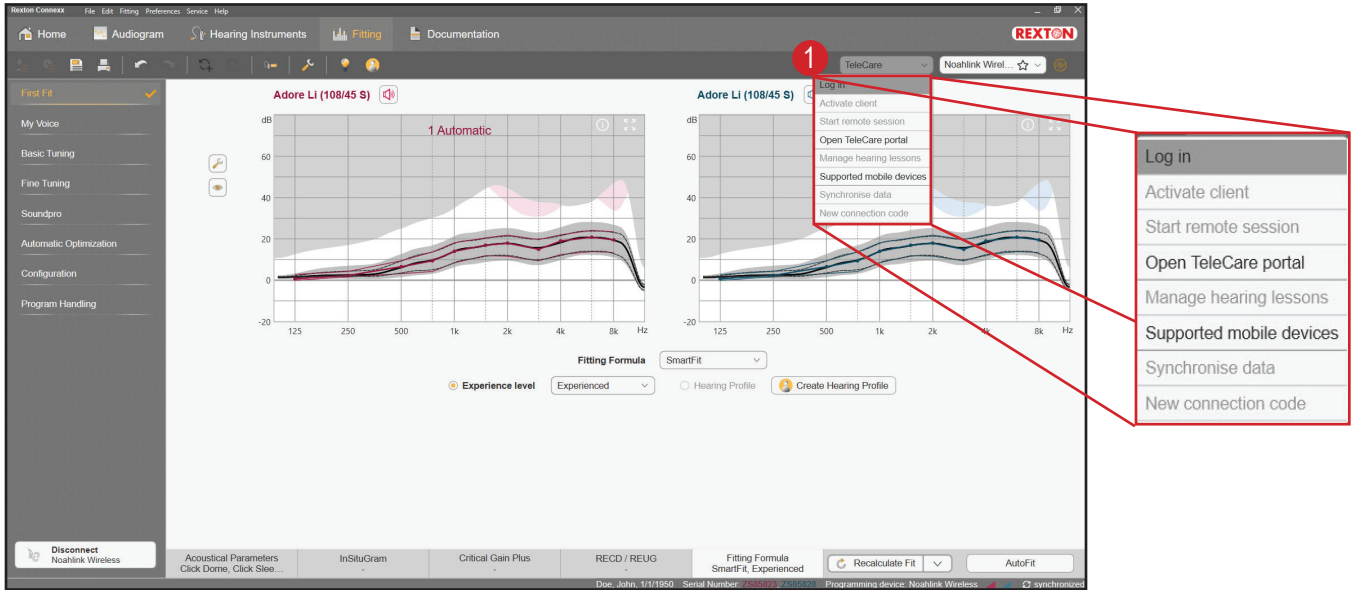 Rexton Connexx File Edit Fitting Preferences Service Help
Home Audiogram Hearing Instruments Fitting Documentation REXTON
1
TeleCare Noahlink Wirel...
First Fit
My Voice
Basic Tuning
Fine Tuning
Soundpro
Automatic Optimization
Configuration
Program Handling
Adore Li (108/45 S)
dB
1 Automatic
60
40
20
0
-20
125 250 500 1k 2k 4k 8k Hz
Adore Li (108/45 S)
dB
60
40
20
0
-20
125 250 500 1k 2k 4k 8k Hz
Log in
Activate client
Start remote session
Open TeleCare portal
Manage hearing lessons
Supported mobile devices
Synchronise data
New connection code
Log in
Activate client
Start remote session
Open TeleCare portal
Manage hearing lessons
Supported mobile devices
Synchronise data
New connection code
Fitting Formula SmartFit
Experience level Experienced Hearing Profile Create Hearing Profile
Disconnect
Noahlink Wireless
Acoustical Parameters
Click Dome, Click Slee...
InSituGram
-
Critical Gain Plus
-
RECD / REUG
-
Fitting Formula
SmartFit, Experienced
Recalculate Fit
AutoFit
Doe, John, 1/1/1950 Serial Number: ZS85823 ZS85828 Programming device: Noahlink Wireless synchronized